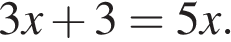 3x + 3 = 5x.